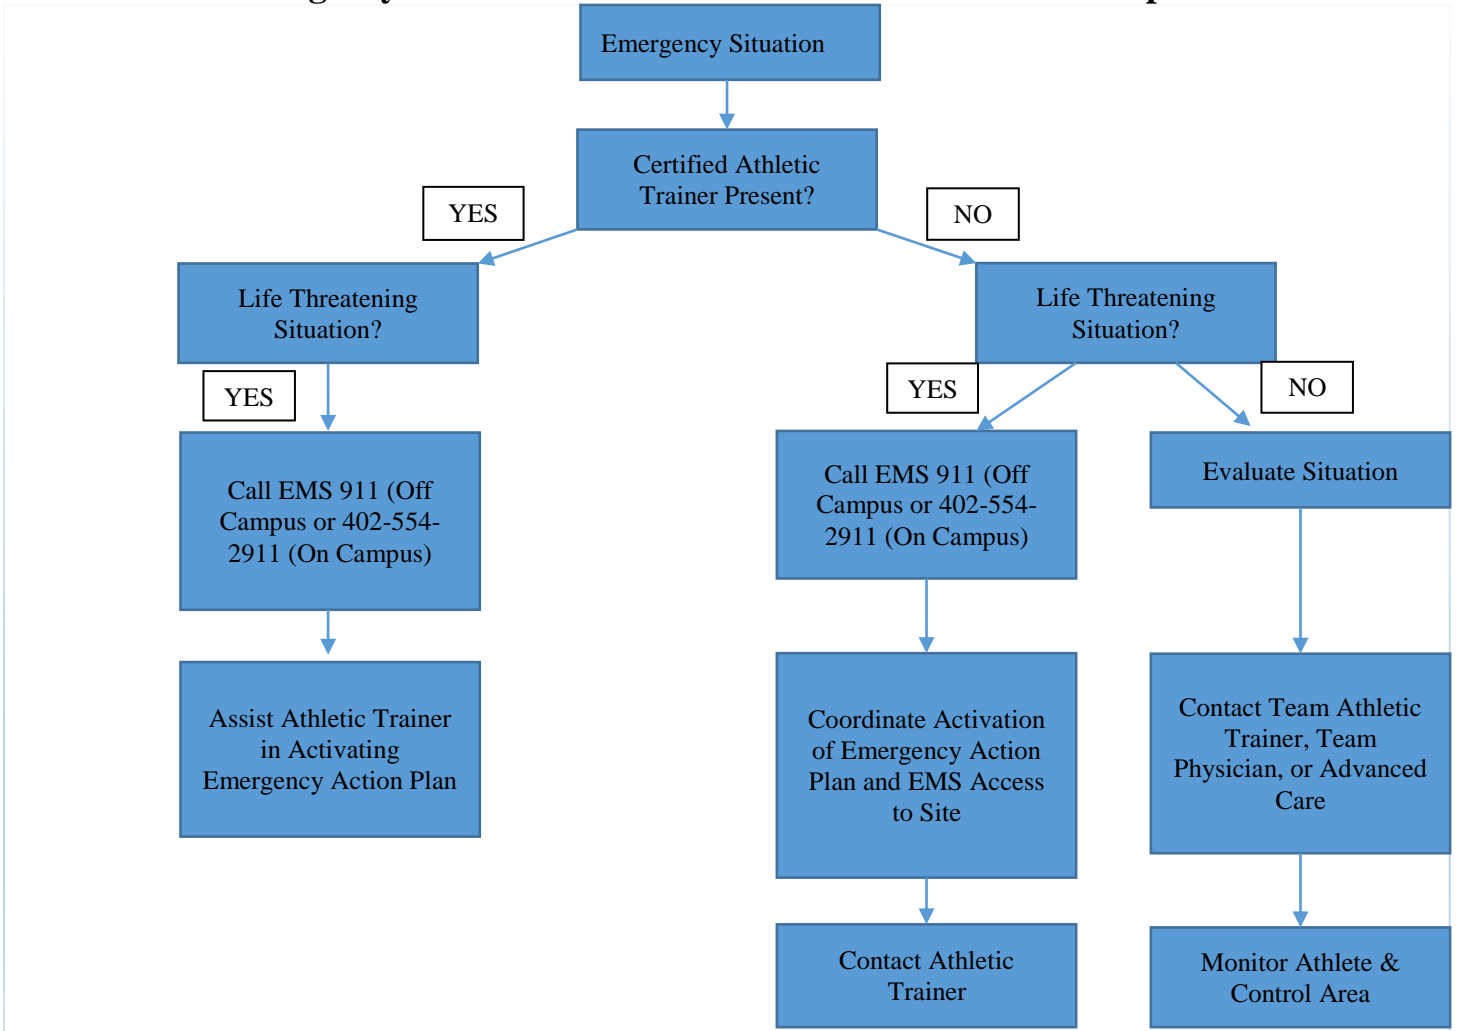 Emergency Situation
Certified Athletic
Trainer Present?
YES
NO
Life Threatening
Situation?
Life Threatening
Situation?
YES
YES
NO
Call EMS 911 (Off
Campus or 402-554-
2911 (On Campus)
Call EMS 911 (Off
Campus or 402-554-
2911 (On Campus)
Evaluate Situation
Assist Athletic Trainer
in Activating
Emergency Action Plan
Coordinate Activation
of Emergency Action
Plan and EMS Access
to Site
Contact Team Athletic
Trainer, Team
Physician, or Advanced
Care
Contact Athletic
Trainer
Monitor Athlete &
Control Area